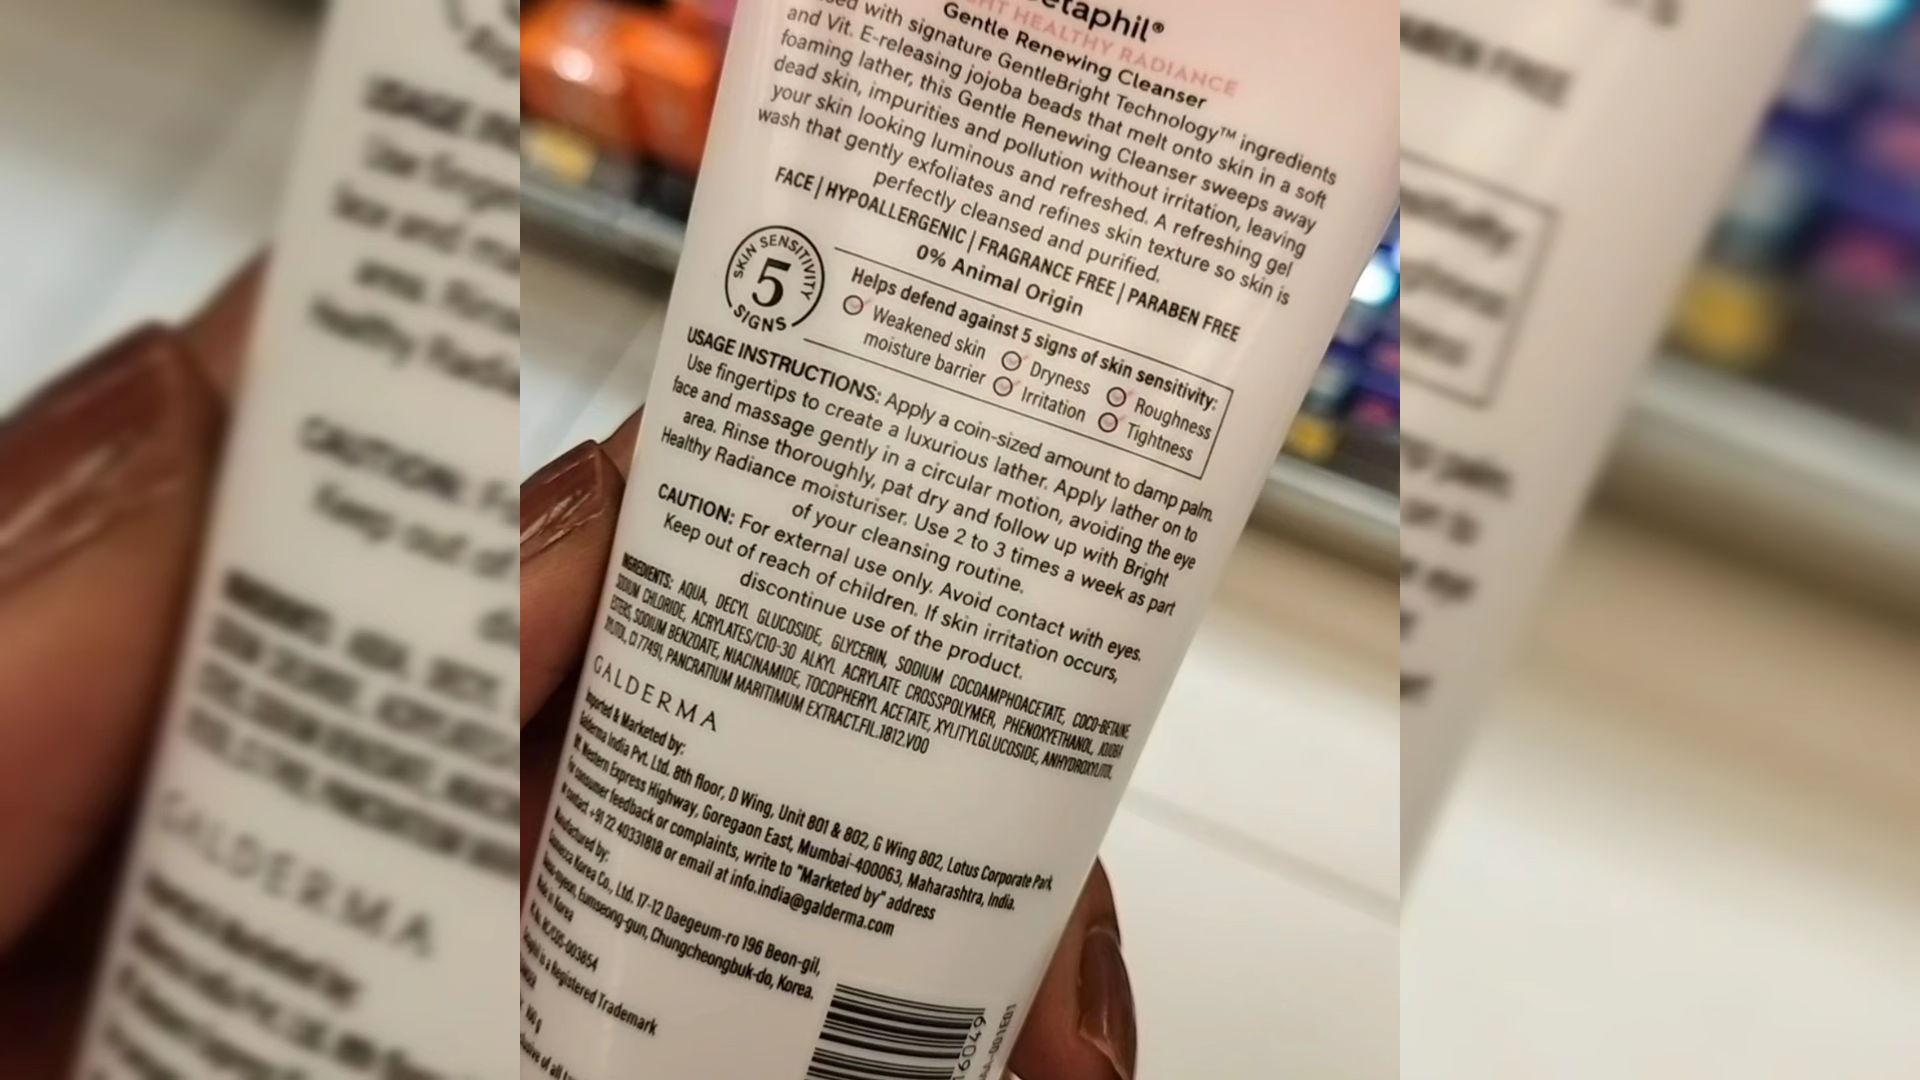 etaphil®
GHT HEALTHY RADIANCE
Gentle Renewing Cleanser
with signature GentleBright Technology™ ingredients
and Vit. E-releasing jojoba beads that melt onto skin in a soft
foaming lather, this Gentle Renewing Cleanser sweeps away
dead skin, impurities and pollution without irritation, leaving
your skin looking luminous and refreshed. A refreshing gel
wash that gently exfoliates and refines skin texture so skin is
perfectly cleansed and purified.
FACE | HYPOALLERGENIC | FRAGRANCE FREE | PARABEN FREE
0% Animal Origin
SKIN SENSITIVITY
5
SIGNS
Helps defend against 5 signs of skin sensitivity:
Weakened skin moisture barrier
Dryness
Roughness
Irritation
Tightness
USAGE INSTRUCTIONS: Apply a coin-sized amount to damp palm.
Use fingertips to create a luxurious lather. Apply lather on to
face and massage gently in a circular motion, avoiding the eye
area. Rinse thoroughly, pat dry and follow up with Bright
Healthy Radiance moisturiser. Use 2 to 3 times a week as part
of your cleansing routine.
CAUTION: For external use only. Avoid contact with eyes.
Keep out of reach of children. If skin irritation occurs,
discontinue use of the product.
INGREDIENTS: AQUA, DECYL GLUCOSIDE, GLYCERIN, SODIUM COCOAMPHOACETATE, COCO-BETAINE,
SODIUM CHLORIDE, ACRYLATES/C10-30 ALKYL ACRYLATE CROSSPOLYMER, PHENOXYETHANOL, JOJOBA
ESTERS, SODIUM BENZOATE, NIACINAMIDE, TOCOPHERYL ACETATE, XYLITYLGLUCOSIDE, ANHYDROXYLITOL,
XYLITOL, CI 77491, PANCRATIUM MARITIMUM EXTRACT.FIL.1812.V00
GALDERMA
Imported & Marketed by:
Galderma India Pvt. Ltd. 8th floor, D Wing, Unit 801 & 802, G Wing 802, Lotus Corporate Park,
Western Express Highway, Goregaon East, Mumbai-400063, Maharashtra, India.
For consumer feedback or complaints, write to "Marketed by" address
or contact +91 22 40331818 or email at info.india@galderma.com
Manufactured by:
Korea Co., Ltd. 17-12 Daegeum-ro 196 Beon-gil,
Eumseong-gun, Chungcheongbuk-do, Korea.
Made in Korea
is a Registered Trademark
100 g